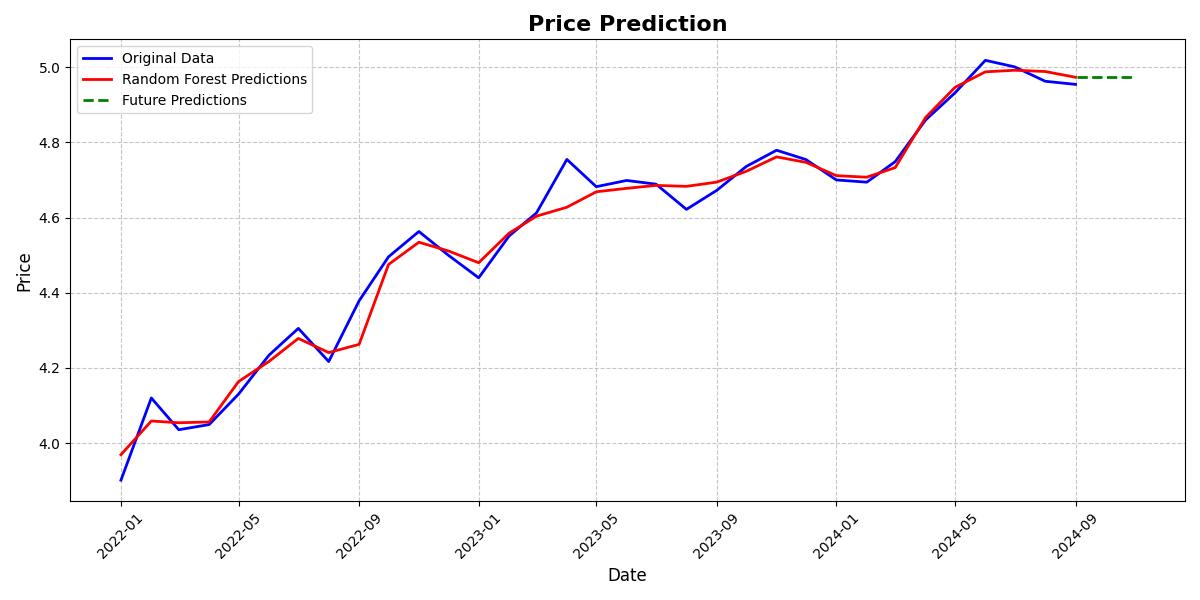 Price Prediction
Original Data
Random Forest Predictions
Future Predictions
Price
5.0
4.8
4.6
4.4
4.2
4.0
2022-01
2022-05
2022-09
2023-01
2023-05
2023-09
2024-01
2024-05
2024-09
Date